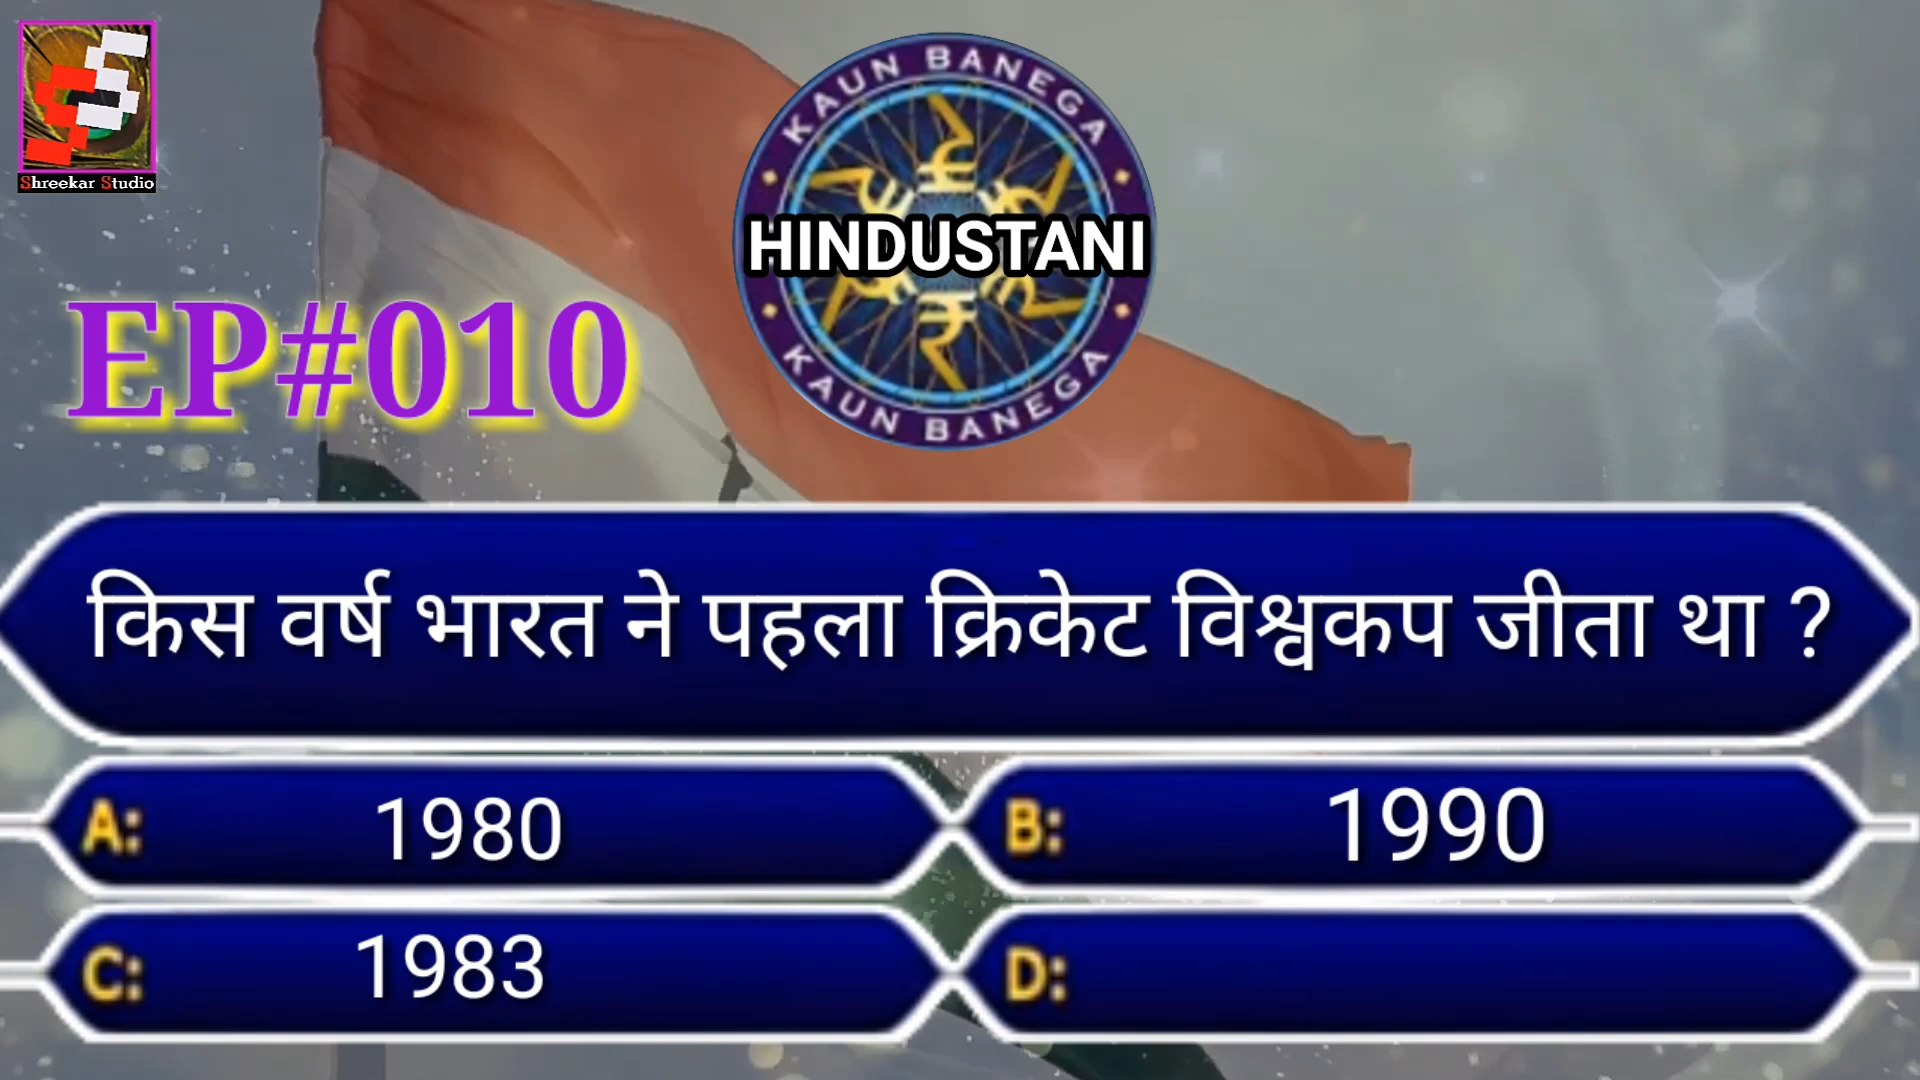 Shreekar Studio
KAUN BANEGA
HINDUSTANI
KAUN BANEGA
EP#010
किस वर्ष भारत ने पहला क्रिकेट विश्वकप जीता था ?
A: 1980
B: 1990
C: 1983
D: